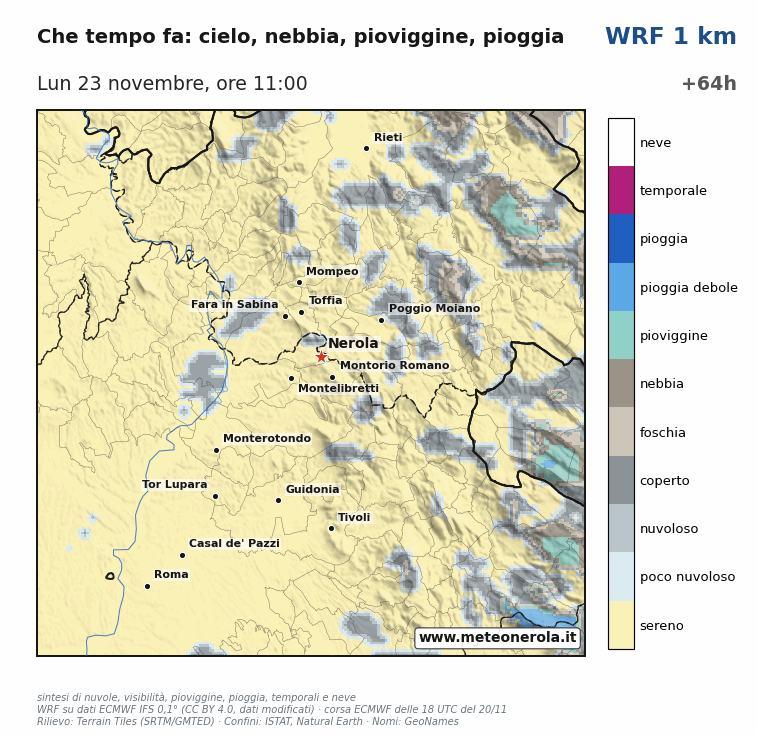 Che tempo fa: cielo, nebbia, pioviggine, pioggia
WRF 1 km
Lun 23 novembre, ore 11:00
+64h
Rieti
Mompeo
Fara in Sabina
Toffia
Poggio Moiano
Nerola
Montorio Romano
Montelibretti
Monterotondo
Tor Lupara
Guidonia
Tivoli
Casal de' Pazzi
Roma
www.meteonerola.it
neve
temporale
pioggia
pioggia debole
pioviggine
nebbia
foschia
coperto
nuvoloso
poco nuvoloso
sereno
sintesi di nuvole, visibilità, pioviggine, pioggia, temporali e neve
WRF su dati ECMWF IFS 0,1° (CC BY 4.0, dati modificati) · corsa ECMWF delle 18 UTC del 20/11
Rilievo: Terrain Tiles (SRTM/GMTED) · Confini: ISTAT, Natural Earth · Nomi: GeoNames